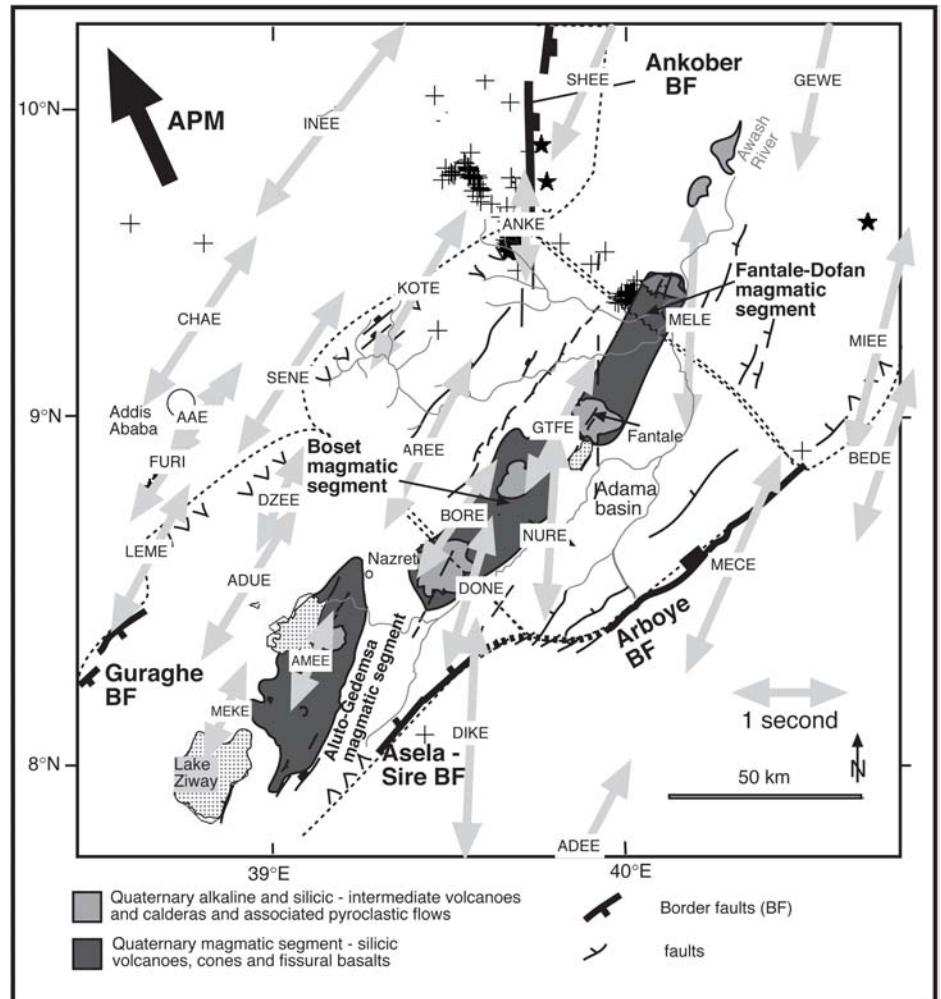 Ankober
BF
SHEE
GEWE
10°N
APM
INEE
Awash
River
ANKE
Fantale-Dofan
magmatic
segment
KOTE
MELE
CHAE
MIEE
SENE
9°N
Addis
Ababa
AAE
GTFE
Fantale
FURI
Boset
magmatic
segment
AREE
BEDE
DZEE
Adama
basin
BORE
NURE
LEME
Nazret
MECE
ADUE
DONE
Arboye
BF
AMEE
Guraghe
BF
Aluto-Gedemsa
magmatic segment
MEKE
1 second
DIKE
N
8°N
Lake
Ziway
Asela -
Sire BF
50 km
ADEE
39°E
40°E
Quaternary alkaline and silicic - intermediate volcanoes
and calderas and associated pyroclastic flows
Border faults (BF)
Quaternary magmatic segment - silicic
volcanoes, cones and fissural basalts
faults